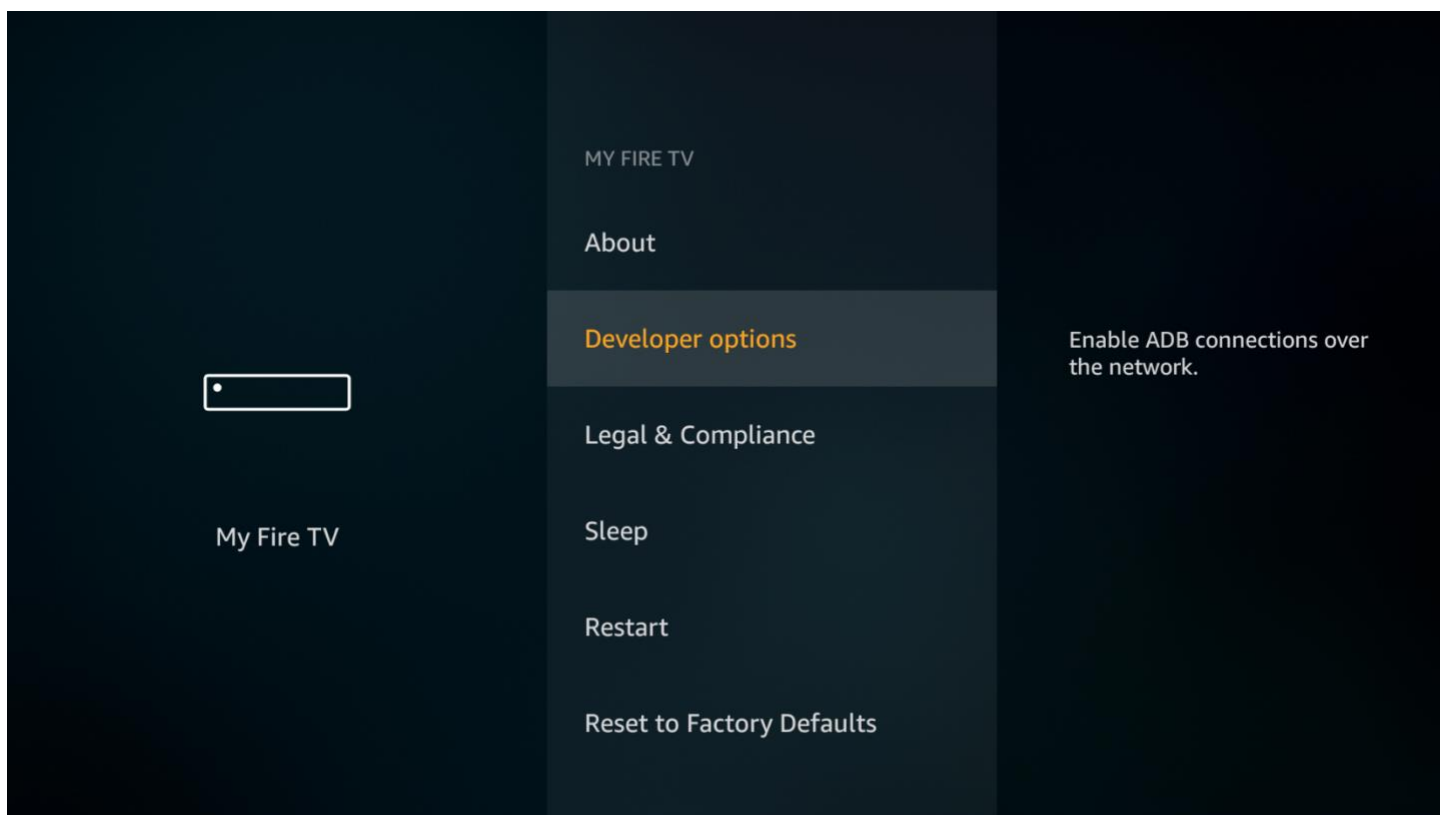 MY FIRE TV
About
Developer options
Enable ADB connections over
the network.
Legal & Compliance
My Fire TV
Sleep
Restart
Reset to Factory Defaults